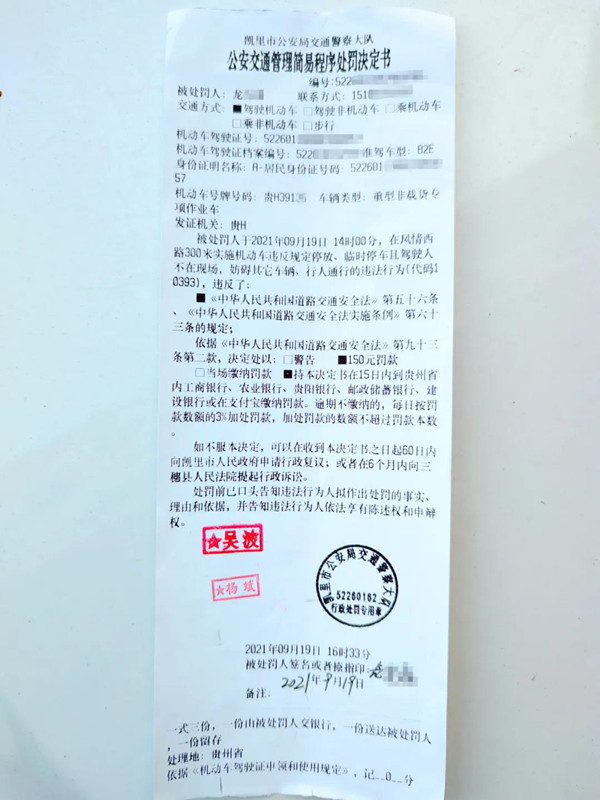 凯里市公安局交通警察大队
公安交通管理简易程序处罚决定书
编号:522
被处罚人: 龙 联系方式: 151
交通方式: ■驾驶机动车 □驾驶非机动车 □乘机动车
□乘非机动车 □步行
机动车驾驶证号: 522601
机动车驾驶证档案编号: 522 准驾车型: B2E
身份证明名称: A-居民身份证号码: 522601
57
机动车号牌号码: 贵H391 车辆类型: 重型非载货专
项作业车
发证机关: 贵H
被处罚人于2021年09月19日 14时00分, 在风情西
路300米实施机动车违反规定停放、临时停车且驾驶人
不在现场, 妨碍其它车辆、行人通行的违法行为(代码1
0393), 违反了:
■《中华人民共和国道路交通安全法》第五十六条、
《中华人民共和国道路交通安全法实施条例》第六十
三条的规定;
依据《中华人民共和国道路交通安全法》第九十三
条第二款, 决定处以: □警告 ■150元罚款
□当场缴纳罚款 ■持本决定书在15日内到贵州省
内工商银行、农业银行、贵阳银行、邮政储蓄银行、建
设银行或在支付宝缴纳罚款。逾期不缴纳的, 每日按罚
款数额的3%加处罚款, 加处罚款的数额不超过罚款本数
。
如不服本决定, 可以在收到本决定书之日起60日内
向凯里市人民政府申请行政复议; 或者在6个月内向三
穗县人民法院提起行政诉讼。
处罚前已口头告知违法行为人拟作出处罚的事实、
理由和依据, 并告知违法行为人依法享有陈述权和申辩
权。
★吴波
★杨斌
凯里市公安局交通警察大队
52260162
行政处罚专用章
2021年09月19日 16时33分
被处罚人签名或者捺指印: 龙
2021年9月19日
备注:
一式三份, 一份由被处罚人交银行, 一份送达被处罚人
, 一份留存
处理地: 贵州省
依据《机动车驾驶证申领和使用规定》, 记__0__分